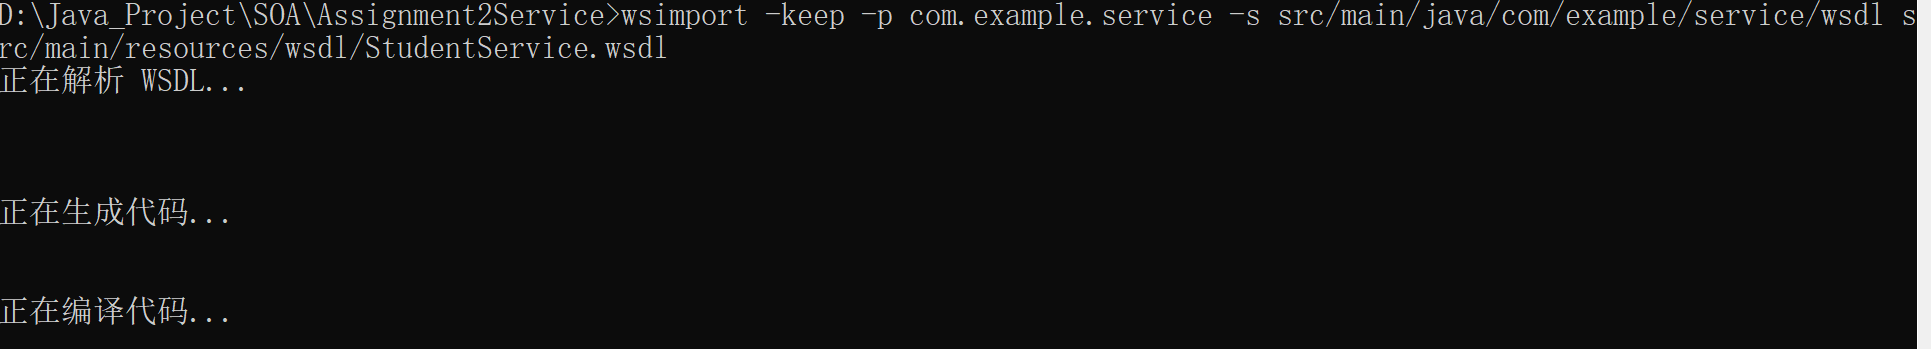 D:\Java_Project\SOA\Assignment2Service>wsimport -keep -p com.example.service -s src/main/java/com/example/service/wsdl s
rc/main/resources/wsdl/StudentService.wsdl
正在解析 WSDL...
正在生成代码...
正在编译代码...